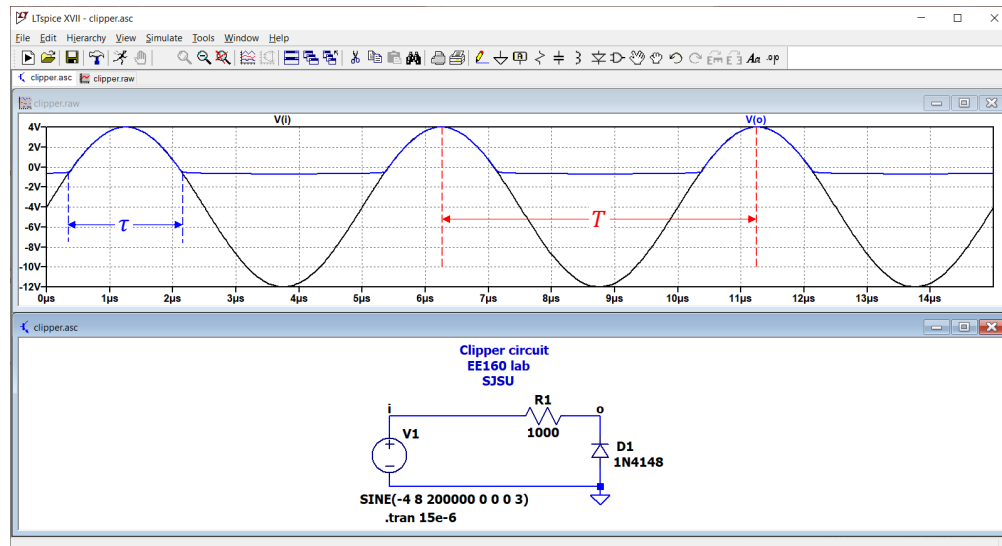 LTspice XVII - clipper.asc
File Edit Hierarchy View Simulate Tools Window Help
clipper.asc clipper.raw
clipper.raw
V(i) V(o)
4V
2V
0V
-2V
-4V
-6V
-8V
-10V
-12V
τ
T
0µs 1µs 2µs 3µs 4µs 5µs 6µs 7µs 8µs 9µs 10µs 11µs 12µs 13µs 14µs
clipper.asc
Clipper circuit
EE160 lab
SJSU
R1
i o
1000
V1
D1
1N4148
SINE(-4 8 200000 0 0 0 3)
.tran 15e-6